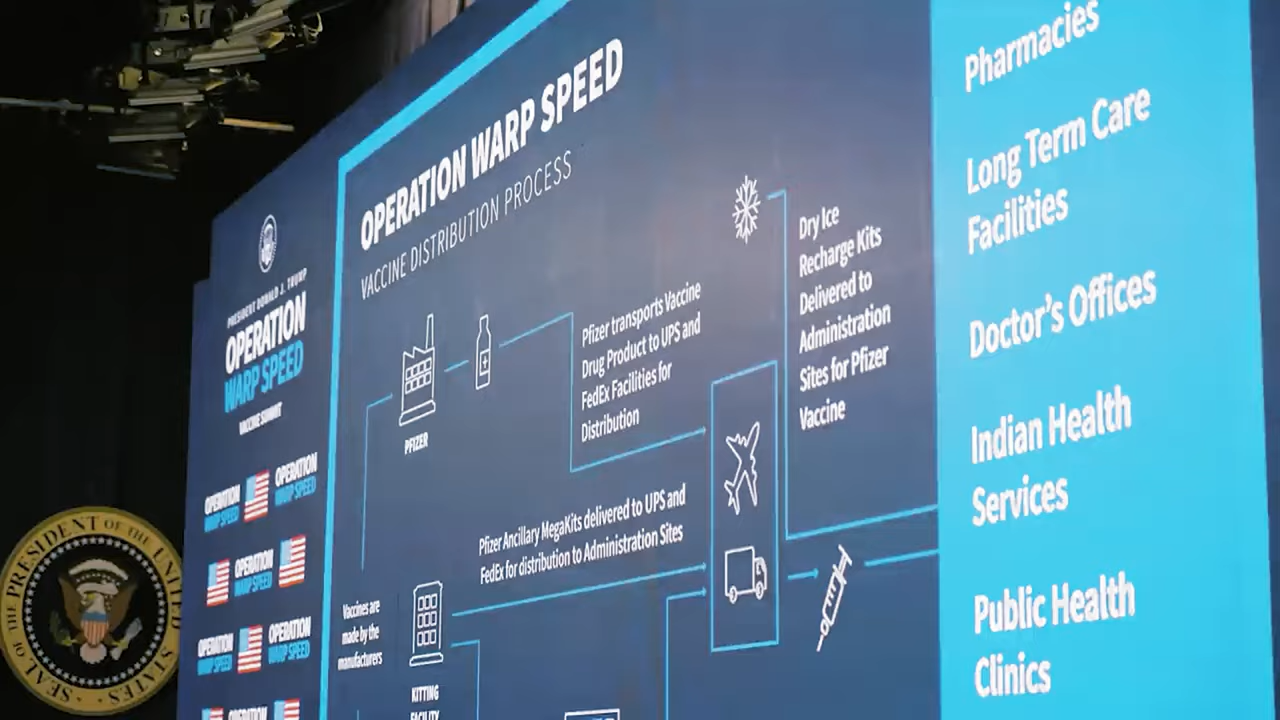 PRESIDENT DONALD J. TRUMP
OPERATION
WARP SPEED
VACCINE SUMMIT
OPERATION
WARP SPEED
OPERATION
WARP SPEED
OPERATION
WARP SPEED
OPERATION
WARP SPEED
OPERATION
WARP SPEED
OPERATION
SEAL OF THE PRESIDENT OF THE UNITED STATES
OPERATION WARP SPEED
VACCINE DISTRIBUTION PROCESS
PFIZER
Pfizer transports Vaccine
Drug Product to UPS and
FedEx Facilities for
Distribution
Dry Ice
Recharge Kits
Delivered to
Administration
Sites for Pfizer
Vaccine
Pfizer Ancillary MegaKits delivered to UPS and
FedEx for distribution to Administration Sites
Vaccines are
made by the
manufacturers
KITTING
FACILITY
Pharmacies
Long Term Care
Facilities
Doctor's Offices
Indian Health
Services
Public Health
Clinics